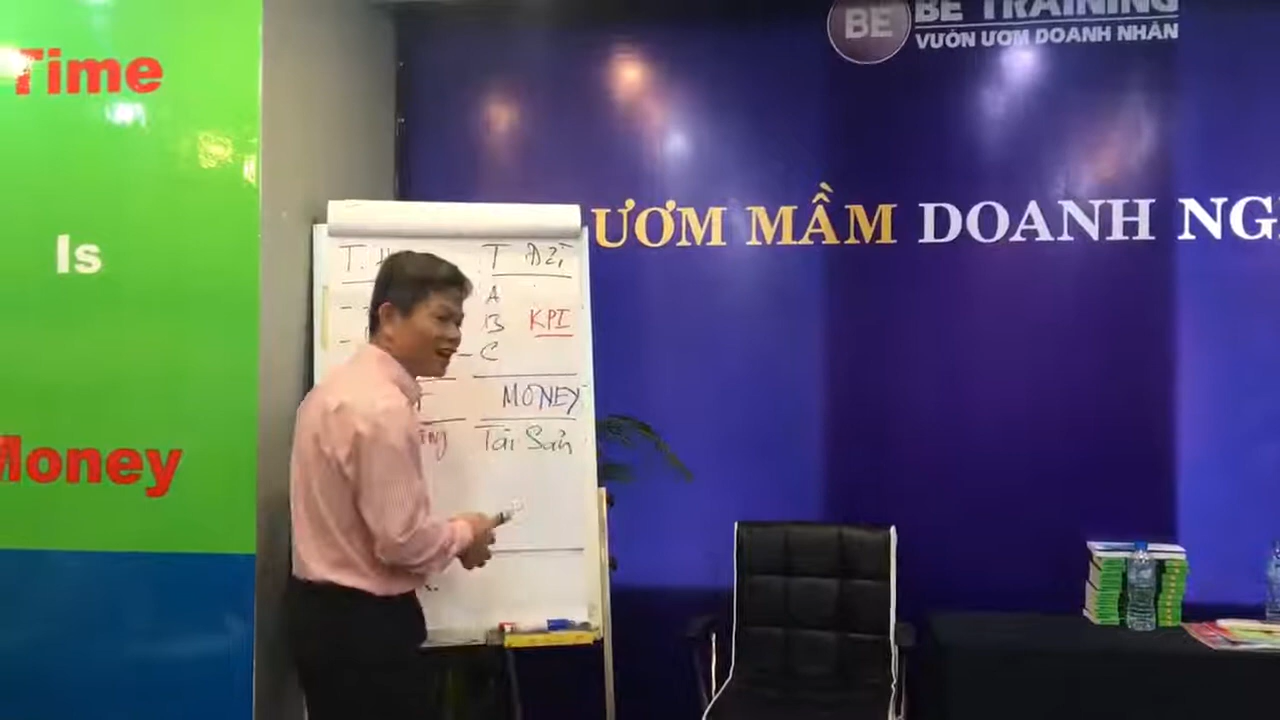 Time
Is
Money
BE
BE TRAINING
VƯỜN ƯƠM DOANH NHÂN
ƯƠM MẦM DOANH NG
T. T
A
B KPI
- C
MONEY
Tài Sản